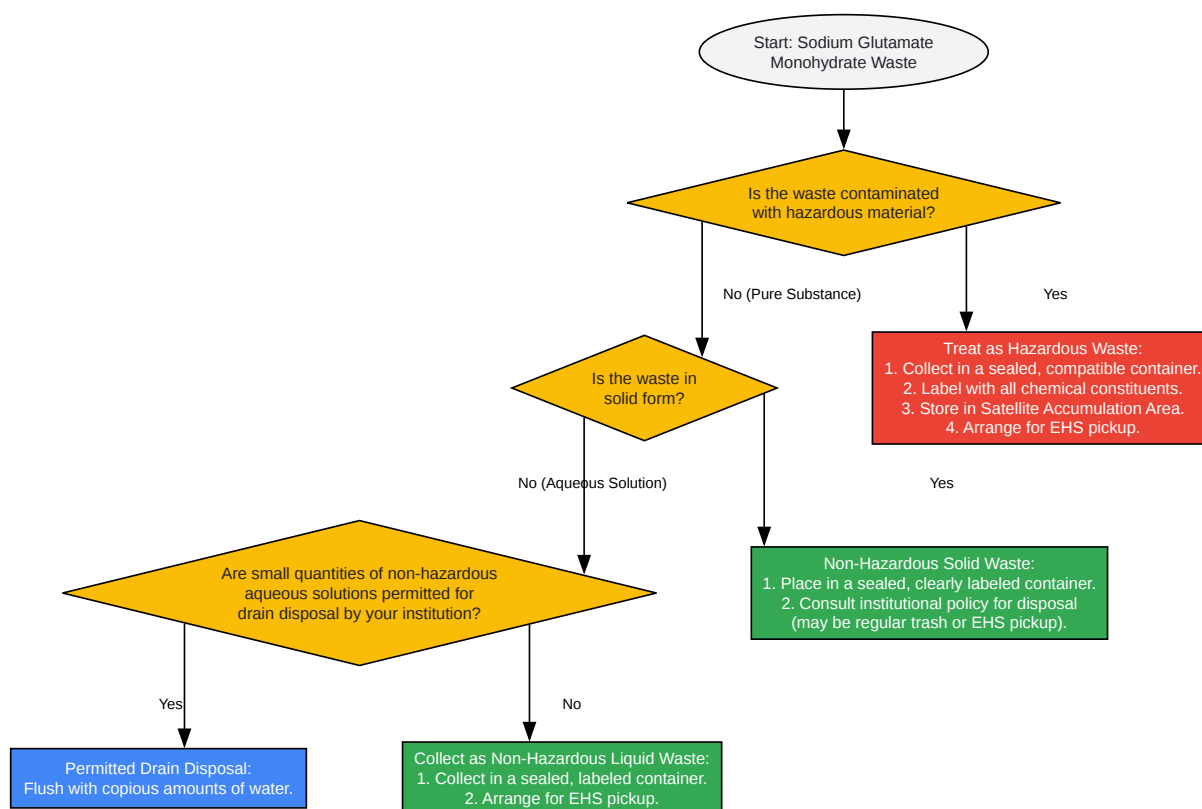 Start: Sodium Glutamate
Monohydrate Waste
Is the waste contaminated
with hazardous material?
No (Pure Substance)
Yes
Is the waste in
solid form?
Treat as Hazardous Waste:
1. Collect in a sealed, compatible container.
2. Label with all chemical constituents.
3. Store in Satellite Accumulation Area.
4. Arrange for EHS pickup.
No (Aqueous Solution)
Yes
Are small quantities of non-hazardous
aqueous solutions permitted for
drain disposal by your institution?
Non-Hazardous Solid Waste:
1. Place in a sealed, clearly labeled container.
2. Consult institutional policy for disposal
(may be regular trash or EHS pickup).
Yes
No
Permitted Drain Disposal:
Flush with copious amounts of water.
Collect as Non-Hazardous Liquid Waste:
1. Collect in a sealed, labeled container.
2. Arrange for EHS pickup.